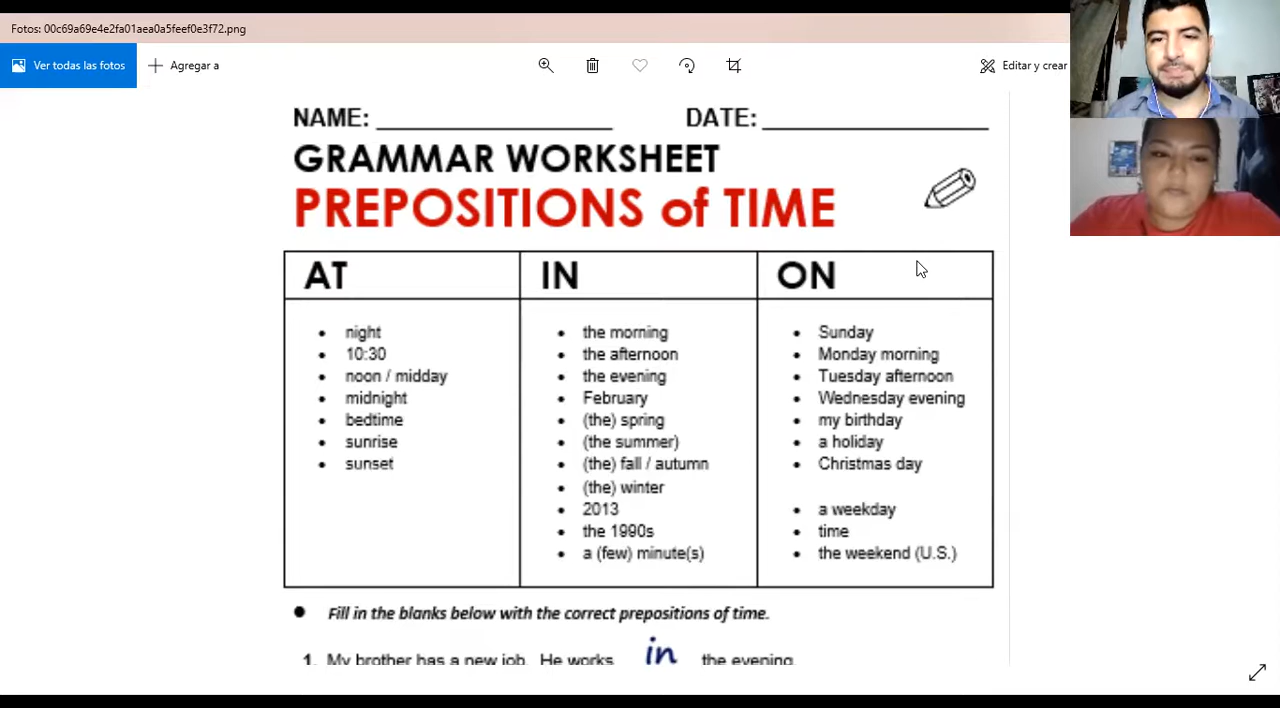 Fotos: 00c69a69e4e2fa01aea0a5feef0e3f72.png
Ver todas las fotos
Agregar a
Editar y crear
NAME: ____________________ DATE: ____________________
GRAMMAR WORKSHEET
PREPOSITIONS of TIME
AT
• night
• 10:30
• noon / midday
• midnight
• bedtime
• sunrise
• sunset
IN
• the morning
• the afternoon
• the evening
• February
• (the) spring
• (the summer)
• (the) fall / autumn
• (the) winter
• 2013
• the 1990s
• a (few) minute(s)
ON
• Sunday
• Monday morning
• Tuesday afternoon
• Wednesday evening
• my birthday
• a holiday
• Christmas day
• a weekday
• time
• the weekend (U.S.)
• Fill in the blanks below with the correct prepositions of time.
1. My brother has a new job. He works in the evening.